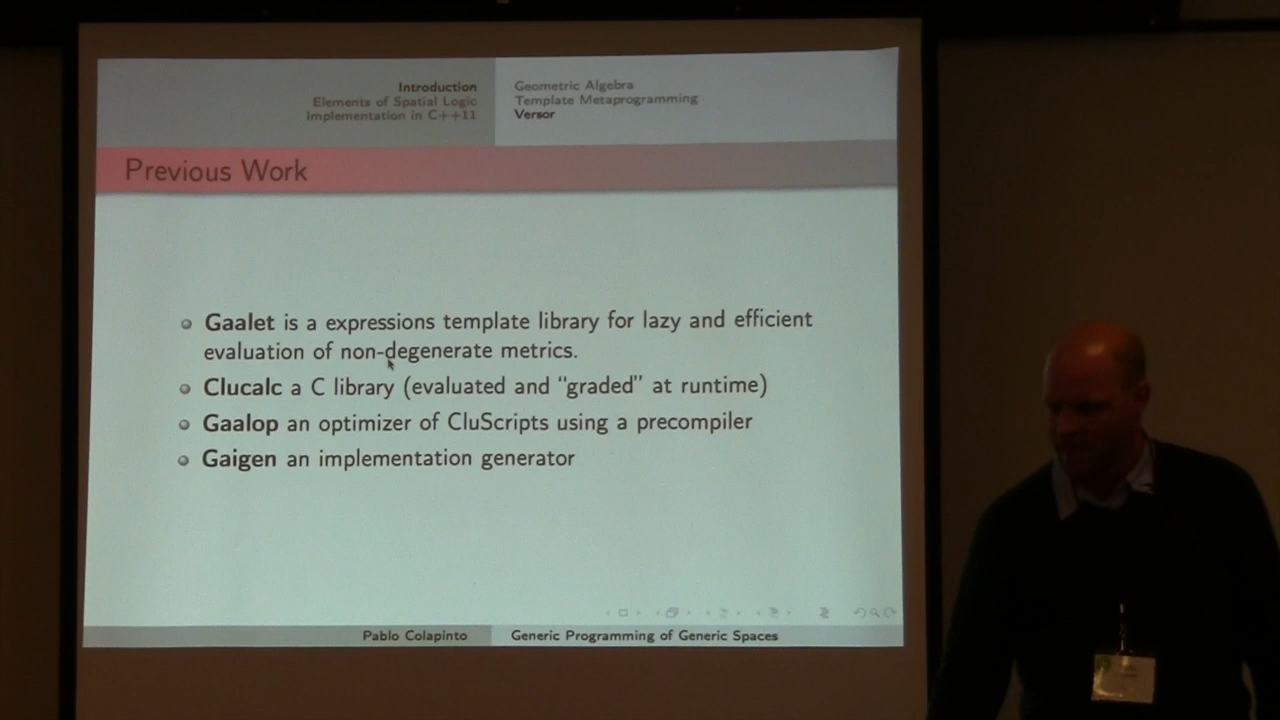 Introduction
Elements of Spatial Logic
Implementation in C++11
Geometric Algebra
Template Metaprogramming
Versor
Previous Work
Gaalet is a expressions template library for lazy and efficient
evaluation of non-degenerate metrics.
Clucalc a C library (evaluated and “graded” at runtime)
Gaalop an optimizer of CluScripts using a precompiler
Gaigen an implementation generator
Pablo Colapinto
Generic Programming of Generic Spaces